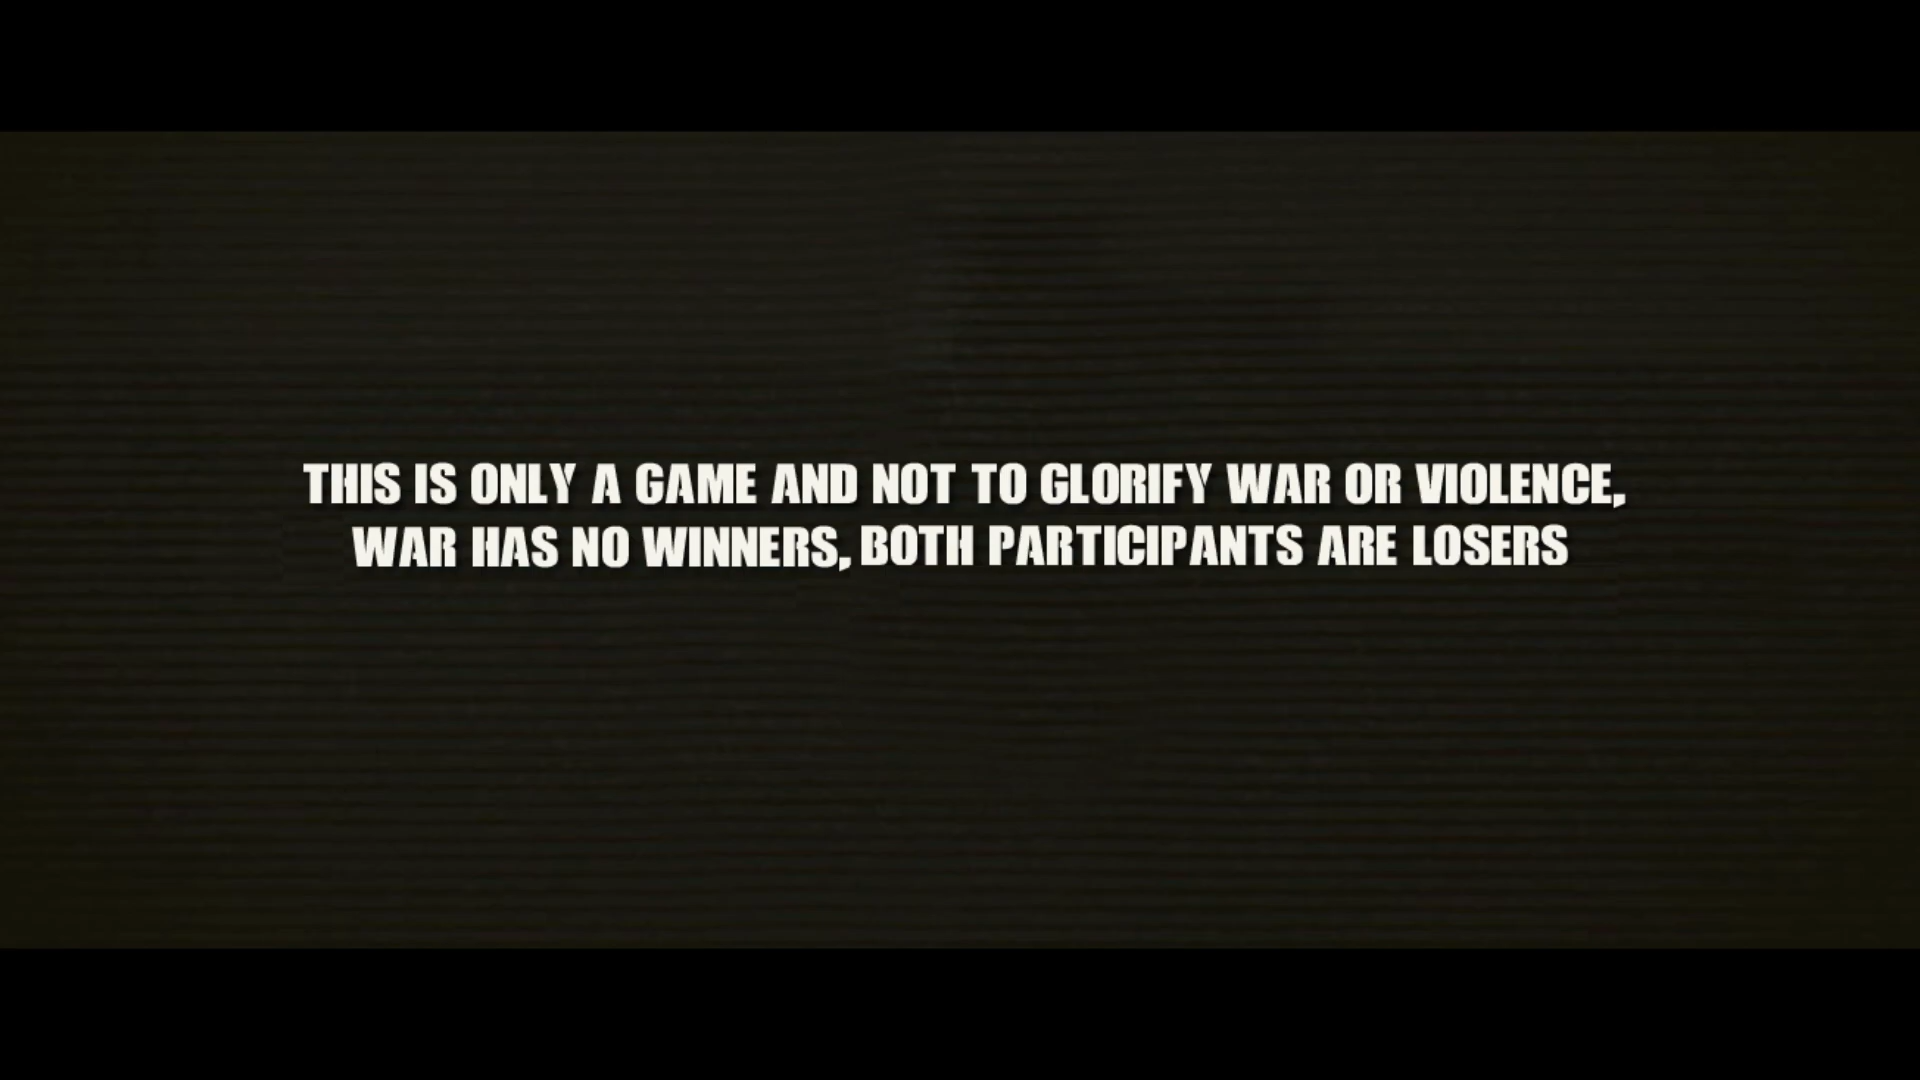 THIS IS ONLY A GAME AND NOT TO GLORIFY WAR OR VIOLENCE,
WAR HAS NO WINNERS, BOTH PARTICIPANTS ARE LOSERS